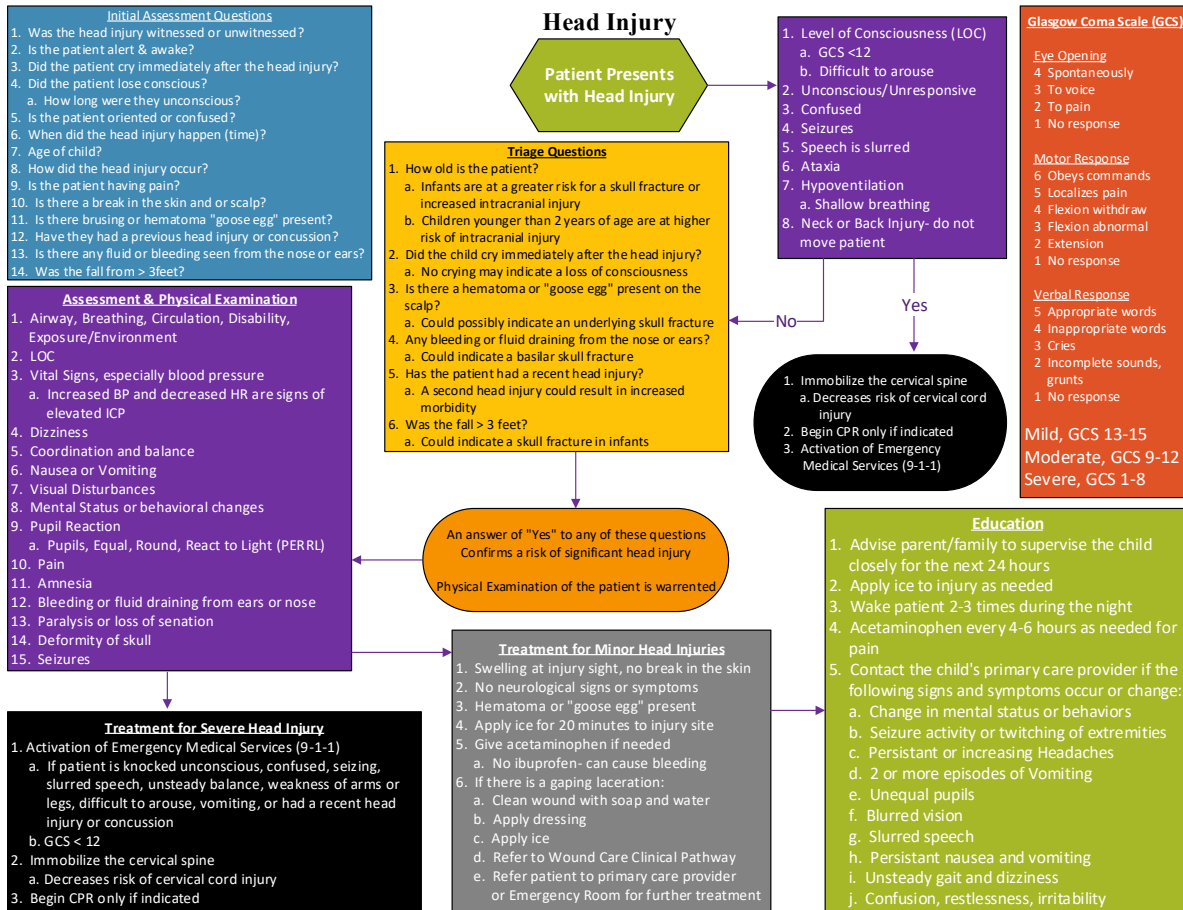 Head Injury
Initial Assessment Questions
1. Was the head injury witnessed or unwitnessed?
2. Is the patient alert & awake?
3. Did the patient cry immediately after the head injury?
4. Did the patient lose conscious?
a. How long were they unconscious?
5. Is the patient oriented or confused?
6. When did the head injury happen (time)?
7. Age of child?
8. How did the head injury occur?
9. Is the patient having pain?
10. Is there a break in the skin and or scalp?
11. Is there brusing or hematoma "goose egg" present?
12. Have they had a previous head injury or concussion?
13. Is there any fluid or bleeding seen from the nose or ears?
14. Was the fall from > 3feet?
Patient Presents
with Head Injury
1. Level of Consciousness (LOC)
a. GCS <12
b. Difficult to arouse
2. Unconscious/Unresponsive
3. Confused
4. Seizures
5. Speech is slurred
6. Ataxia
7. Hypoventilation
a. Shallow breathing
8. Neck or Back Injury- do not
move patient
No
Yes
Glasgow Coma Scale (GCS)
Eye Opening
4 Spontaneously
3 To voice
2 To pain
1 No response
Motor Response
6 Obeys commands
5 Localizes pain
4 Flexion withdraw
3 Flexion abnormal
2 Extension
1 No response
Verbal Response
5 Appropriate words
4 Inappropriate words
3 Cries
2 Incomplete sounds,
grunts
1 No response
Mild, GCS 13-15
Moderate, GCS 9-12
Severe, GCS 1-8
Triage Questions
1. How old is the patient?
a. Infants are at a greater risk for a skull fracture or
increased intracranial injury
b. Children younger than 2 years of age are at higher
risk of intracranial injury
2. Did the child cry immediately after the head injury?
a. No crying may indicate a loss of consciousness
3. Is there a hematoma or "goose egg" present on the
scalp?
a. Could possibly indicate an underlying skull fracture
4. Any bleeding or fluid draining from the nose or ears?
a. Could indicate a basilar skull fracture
5. Has the patient had a recent head injury?
a. A second head injury could result in increased
morbidity
6. Was the fall > 3 feet?
a. Could indicate a skull fracture in infants
1. Immobilize the cervical spine
a. Decreases risk of cervical cord
injury
2. Begin CPR only if indicated
3. Activation of Emergency
Medical Services (9-1-1)
Assessment & Physical Examination
1. Airway, Breathing, Circulation, Disability,
Exposure/Environment
2. LOC
3. Vital Signs, especially blood pressure
a. Increased BP and decreased HR are signs of
elevated ICP
4. Dizziness
5. Coordination and balance
6. Nausea or Vomiting
7. Visual Disturbances
8. Mental Status or behavioral changes
9. Pupil Reaction
a. Pupils, Equal, Round, React to Light (PERRL)
10. Pain
11. Amnesia
12. Bleeding or fluid draining from ears or nose
13. Paralysis or loss of senation
14. Deformity of skull
15. Seizures
An answer of "Yes" to any of these questions
Confirms a risk of significant head injury
Physical Examination of the patient is warrented
Treatment for Severe Head Injury
1. Activation of Emergency Medical Services (9-1-1)
a. If patient is knocked unconscious, confused, seizing,
slurred speech, unsteady balance, weakness of arms or
legs, difficult to arouse, vomiting, or had a recent head
injury or concussion
b. GCS < 12
2. Immobilize the cervical spine
a. Decreases risk of cervical cord injury
3. Begin CPR only if indicated
Treatment for Minor Head Injuries
1. Swelling at injury sight, no break in the skin
2. No neurological signs or symptoms
3. Hematoma or "goose egg" present
4. Apply ice for 20 minutes to injury site
5. Give acetaminophen if needed
a. No ibuprofen- can cause bleeding
6. If there is a gaping laceration:
a. Clean wound with soap and water
b. Apply dressing
c. Apply ice
d. Refer to Wound Care Clinical Pathway
e. Refer patient to primary care provider
or Emergency Room for further treatment
Education
1. Advise parent/family to supervise the child
closely for the next 24 hours
2. Apply ice to injury as needed
3. Wake patient 2-3 times during the night
4. Acetaminophen every 4-6 hours as needed for
pain
5. Contact the child's primary care provider if the
following signs and symptoms occur or change:
a. Change in mental status or behaviors
b. Seizure activity or twitching of extremities
c. Persistant or increasing Headaches
d. 2 or more episodes of Vomiting
e. Unequal pupils
f. Blurred vision
g. Slurred speech
h. Persistant nausea and vomiting
i. Unsteady gait and dizziness
j. Confusion, restlessness, irritability